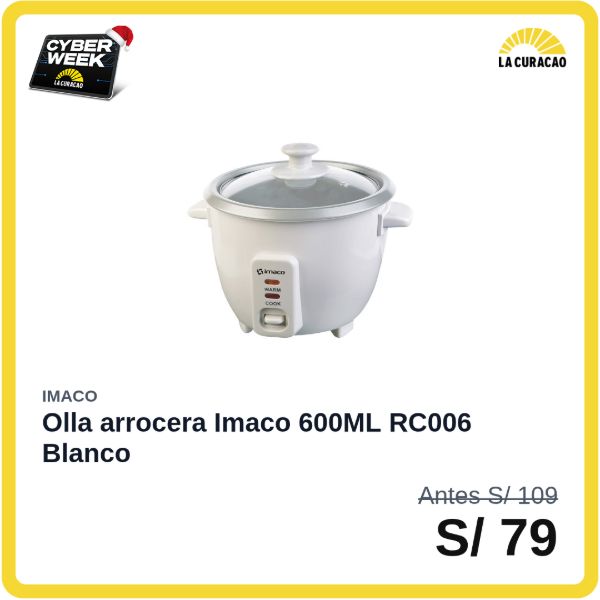 CYBER
WEEK
LA CURACAO
LA CURACAO
imaco
WARM
COOK
IMACO
Olla arrocera Imaco 600ML RC006
Blanco
Antes S/ 109
S/ 79